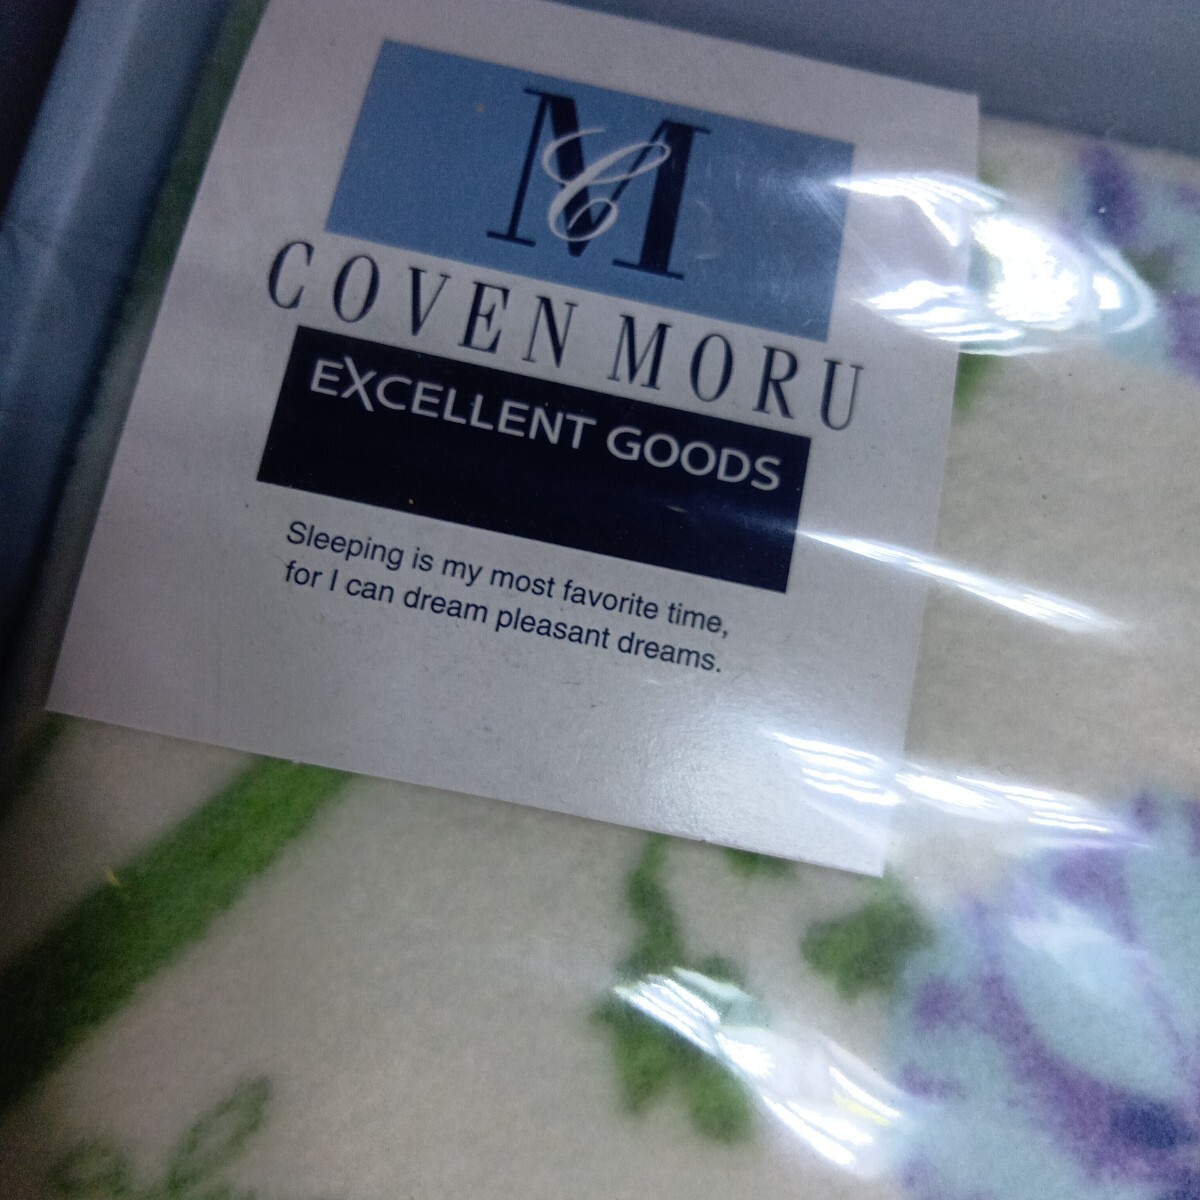 MC
COVEN MORU
EXCELLENT GOODS
Sleeping is my most favorite time,
for I can dream pleasant dreams.